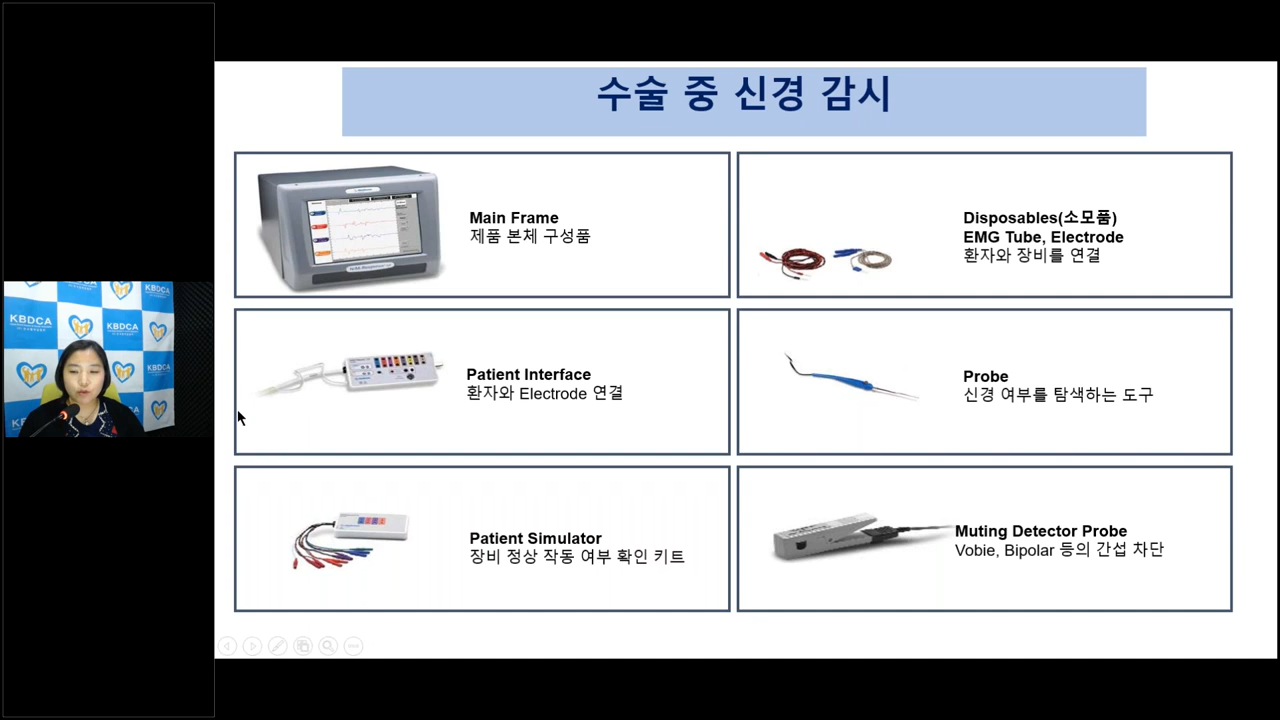 수술 중 신경 감시
Main Frame
제품 본체 구성품
Disposables(소모품)
EMG Tube, Electrode
환자와 장비를 연결
Patient Interface
환자와 Electrode 연결
Probe
신경 여부를 탐색하는 도구
Patient Simulator
장비 정상 작동 여부 확인 키트
Muting Detector Probe
Vobie, Bipolar 등의 간섭 차단
KBDCA
KBDCA
KBDCA
KBDCA